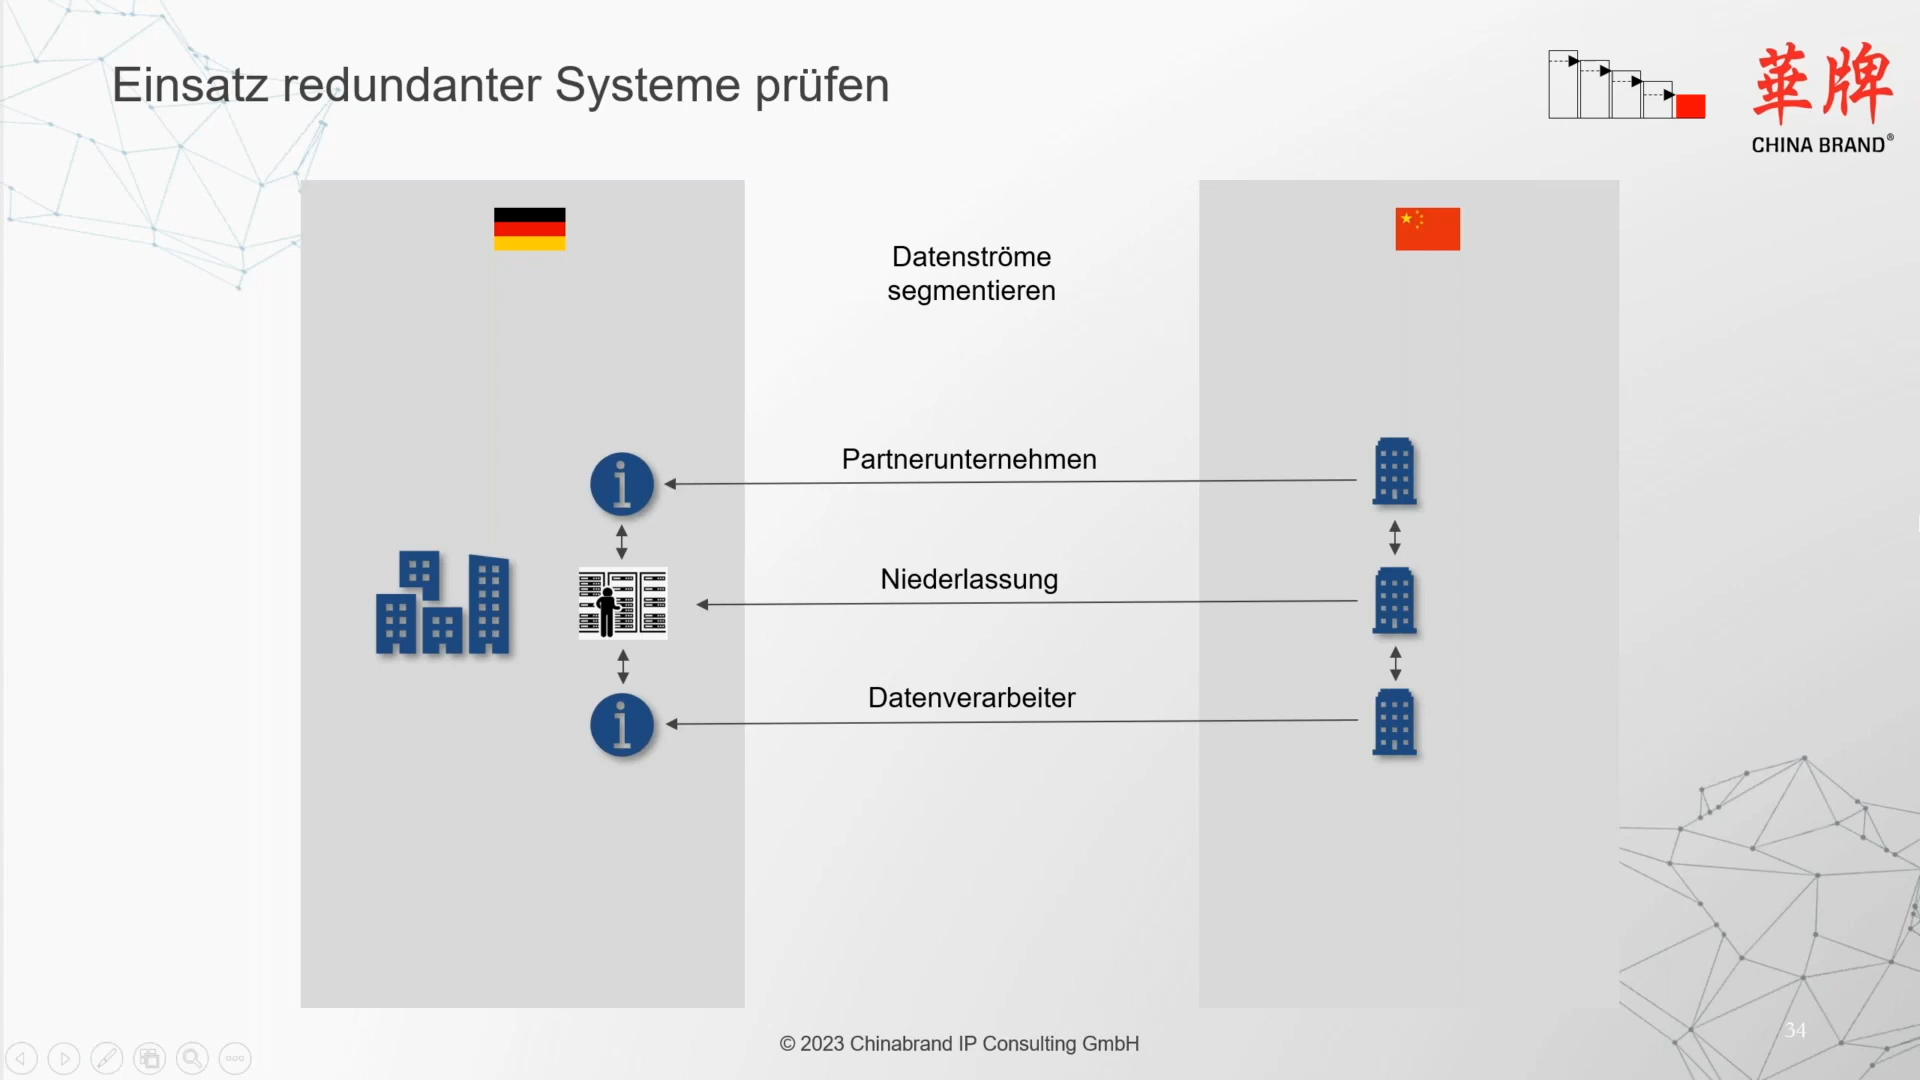 Einsatz redundanter Systeme prüfen
華牌
CHINA BRAND®
Datenströme
segmentieren
Partnerunternehmen
Niederlassung
Datenverarbeiter
© 2023 Chinabrand IP Consulting GmbH
34